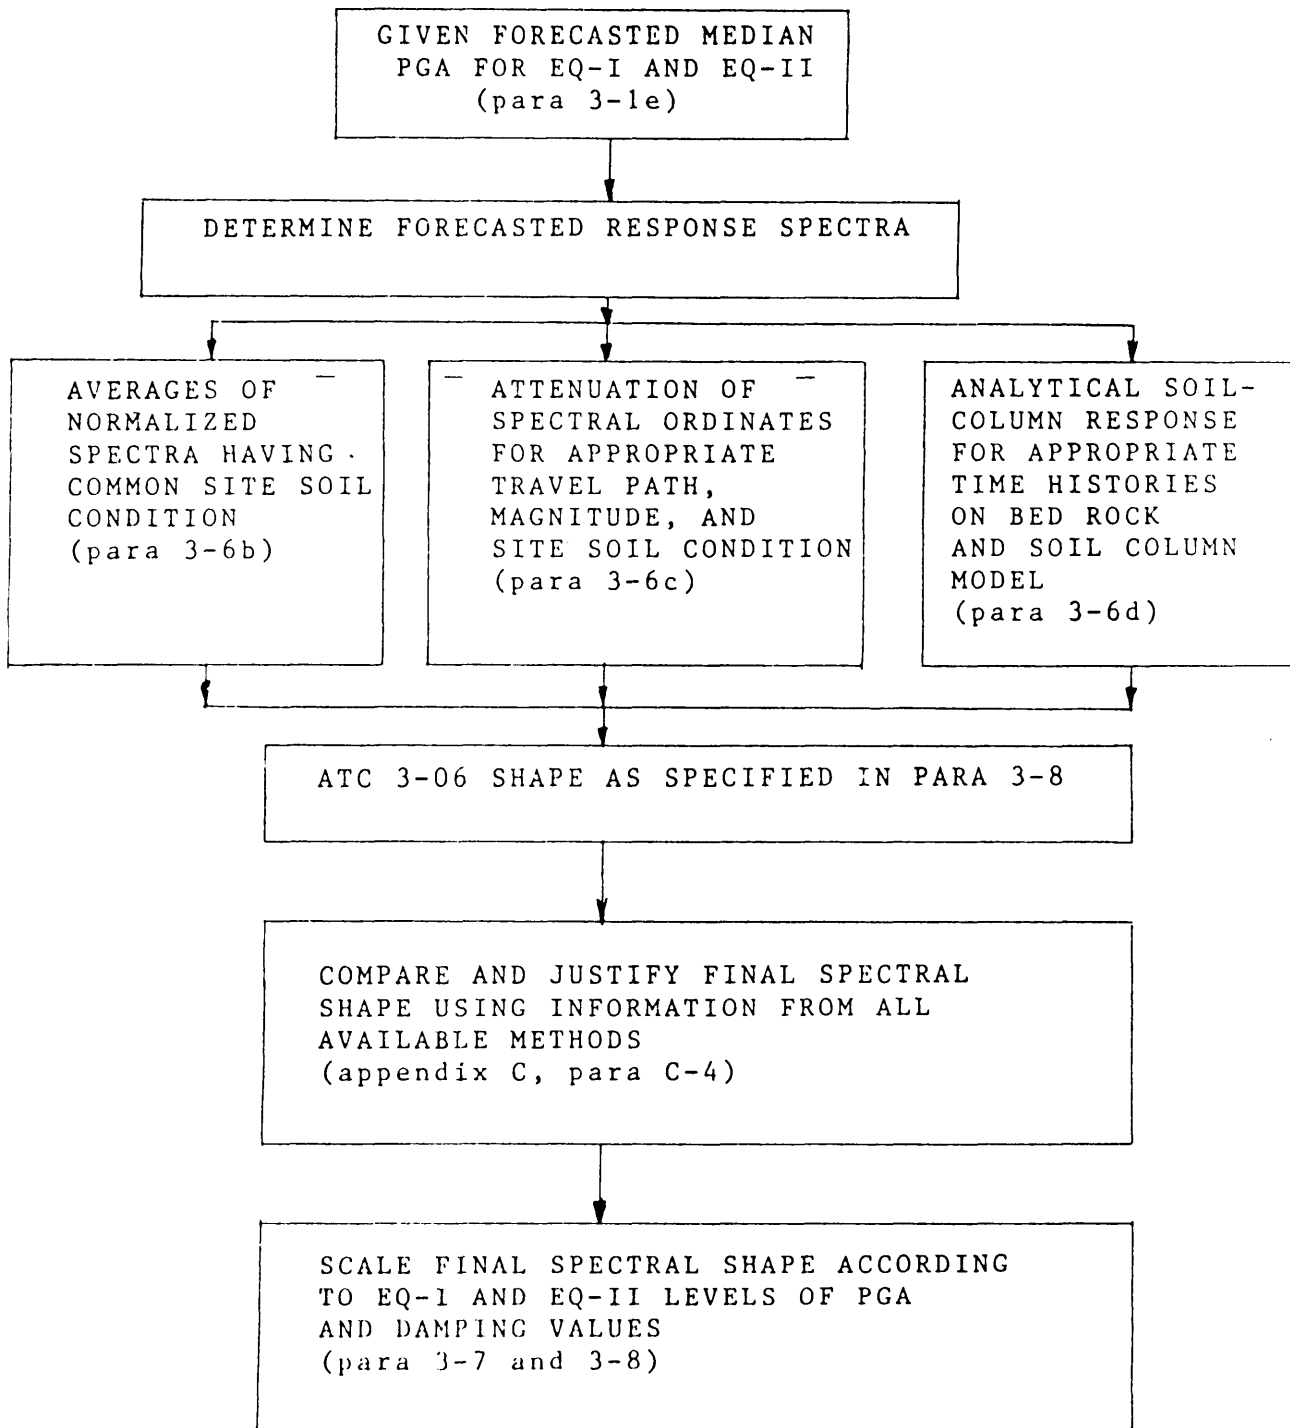 GIVEN FORECASTED MEDIAN
PGA FOR EQ-I AND EQ-II
(para 3-1e)
DETERMINE FORECASTED RESPONSE SPECTRA
AVERAGES OF
NORMALIZED
SPECTRA HAVING
COMMON SITE SOIL
CONDITION
(para 3-6b)
ATTENUATION OF
SPECTRAL ORDINATES
FOR APPROPRIATE
TRAVEL PATH,
MAGNITUDE, AND
SITE SOIL CONDITION
(para 3-6c)
ANALYTICAL SOIL-
COLUMN RESPONSE
FOR APPROPRIATE
TIME HISTORIES
ON BED ROCK
AND SOIL COLUMN
MODEL
(para 3-6d)
ATC 3-06 SHAPE AS SPECIFIED IN PARA 3-8
COMPARE AND JUSTIFY FINAL SPECTRAL
SHAPE USING INFORMATION FROM ALL
AVAILABLE METHODS
(appendix C, para C-4)
SCALE FINAL SPECTRAL SHAPE ACCORDING
TO EQ-I AND EQ-II LEVELS OF PGA
AND DAMPING VALUES
(para 3-7 and 3-8)